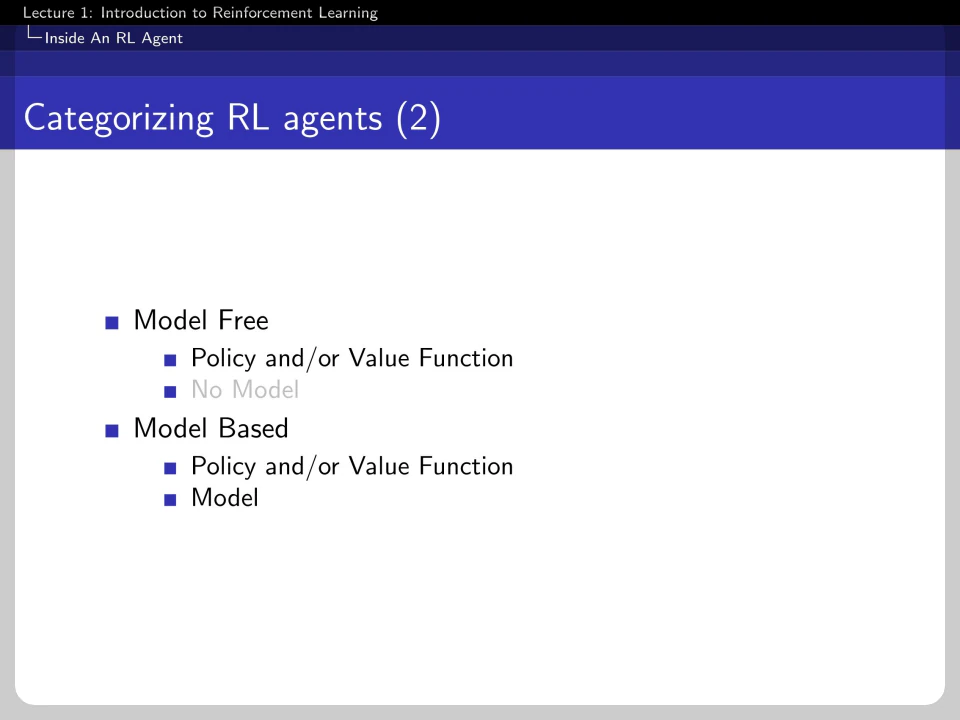 Lecture 1: Introduction to Reinforcement Learning
Inside An RL Agent
Categorizing RL agents (2)
Model Free
Policy and/or Value Function
No Model
Model Based
Policy and/or Value Function
Model